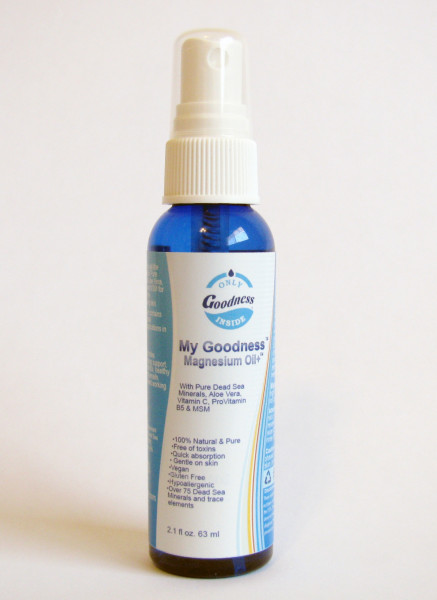 ONLY
Goodness
INSIDE
My Goodness™
Magnesium Oil+™
With Pure Dead Sea
Minerals, Aloe Vera,
Vitamin C, ProVitamin
B5 & MSM
•100% Natural & Pure
•Free of toxins
•Quick absorption
• Gentle on skin
•Vegan
•Gluten Free
•Hypoallergenic
•Over 75 Dead Sea
Minerals and trace
elements
2.1 fl oz. 63 ml